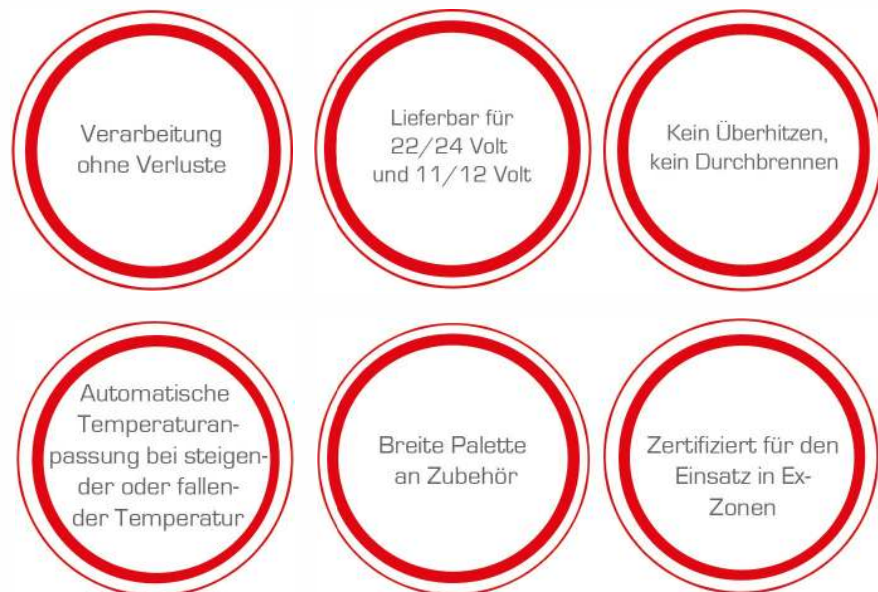 Verarbeitung
ohne Verluste
Lieferbar für
22/24 Volt
und 11/12 Volt
Kein Überhitzen,
kein Durchbrennen
Automatische
Temperaturan-
passung bei steigen-
der oder fallen-
der Temperatur
Breite Palette
an Zubehör
Zertifiziert für den
Einsatz in Ex-
Zonen